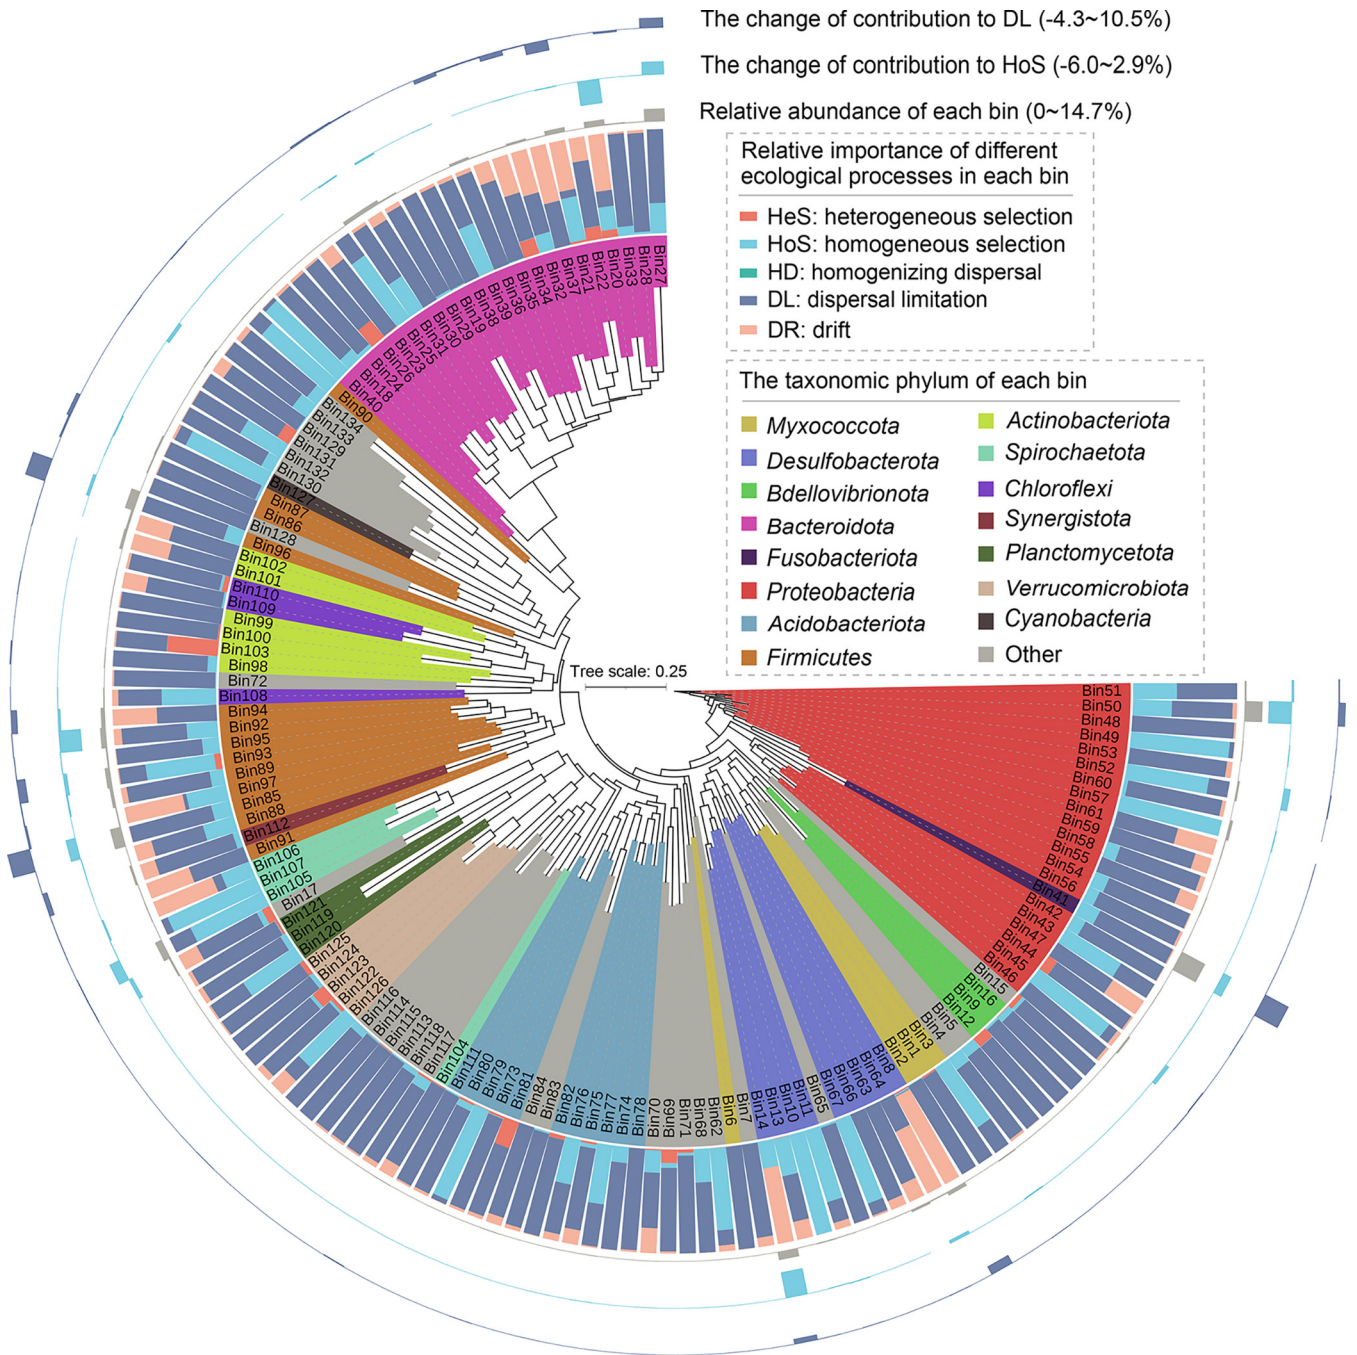 The change of contribution to DL (-4.3~10.5%)
The change of contribution to HoS (-6.0~2.9%)
Relative abundance of each bin (0~14.7%)
Relative importance of different
ecological processes in each bin
HeS: heterogeneous selection
HoS: homogeneous selection
HD: homogenizing dispersal
DL: dispersal limitation
DR: drift
The taxonomic phylum of each bin
Myxococcota
Desulfobacterota
Bdellovibrionota
Bacteroidota
Fusobacteriota
Proteobacteria
Acidobacteriota
Firmicutes
Actinobacteriota
Spirochaetota
Chloroflexi
Synergistota
Planctomycetota
Verrucomicrobiota
Cyanobacteria
Other
Tree scale: 0.25
Bin51
Bin50
Bin48
Bin49
Bin53
Bin52
Bin60
Bin57
Bin61
Bin59
Bin58
Bin55
Bin54
Bin56
Bin41
Bin42
Bin43
Bin47
Bin44
Bin45
Bin46
Bin15
Bin16
Bin9
Bin12
Bin5
Bin4
Bin3
Bin1
Bin2
Bin8
Bin64
Bin63
Bin66
Bin67
Bin65
Bin11
Bin10
Bin13
Bin14
Bin7
Bin6
Bin62
Bin68
Bin71
Bin69
Bin70
Bin78
Bin74
Bin77
Bin75
Bin76
Bin82
Bin83
Bin84
Bin81
Bin73
Bin79
Bin80
Bin111
Bin104
Bin117
Bin118
Bin113
Bin115
Bin114
Bin116
Bin126
Bin122
Bin123
Bin124
Bin125
Bin120
Bin119
Bin121
Bin17
Bin105
Bin107
Bin106
Bin91
Bin112
Bin88
Bin85
Bin97
Bin89
Bin93
Bin95
Bin92
Bin94
Bin108
Bin72
Bin98
Bin103
Bin100
Bin99
Bin109
Bin110
Bin101
Bin102
Bin96
Bin128
Bin86
Bin87
Bin127
Bin130
Bin132
Bin131
Bin129
Bin133
Bin134
Bin90
Bin40
Bin18
Bin24
Bin26
Bin23
Bin25
Bin31
Bin30
Bin29
Bin19
Bin38
Bin39
Bin36
Bin35
Bin34
Bin32
Bin37
Bin21
Bin22
Bin20
Bin33
Bin28
Bin27